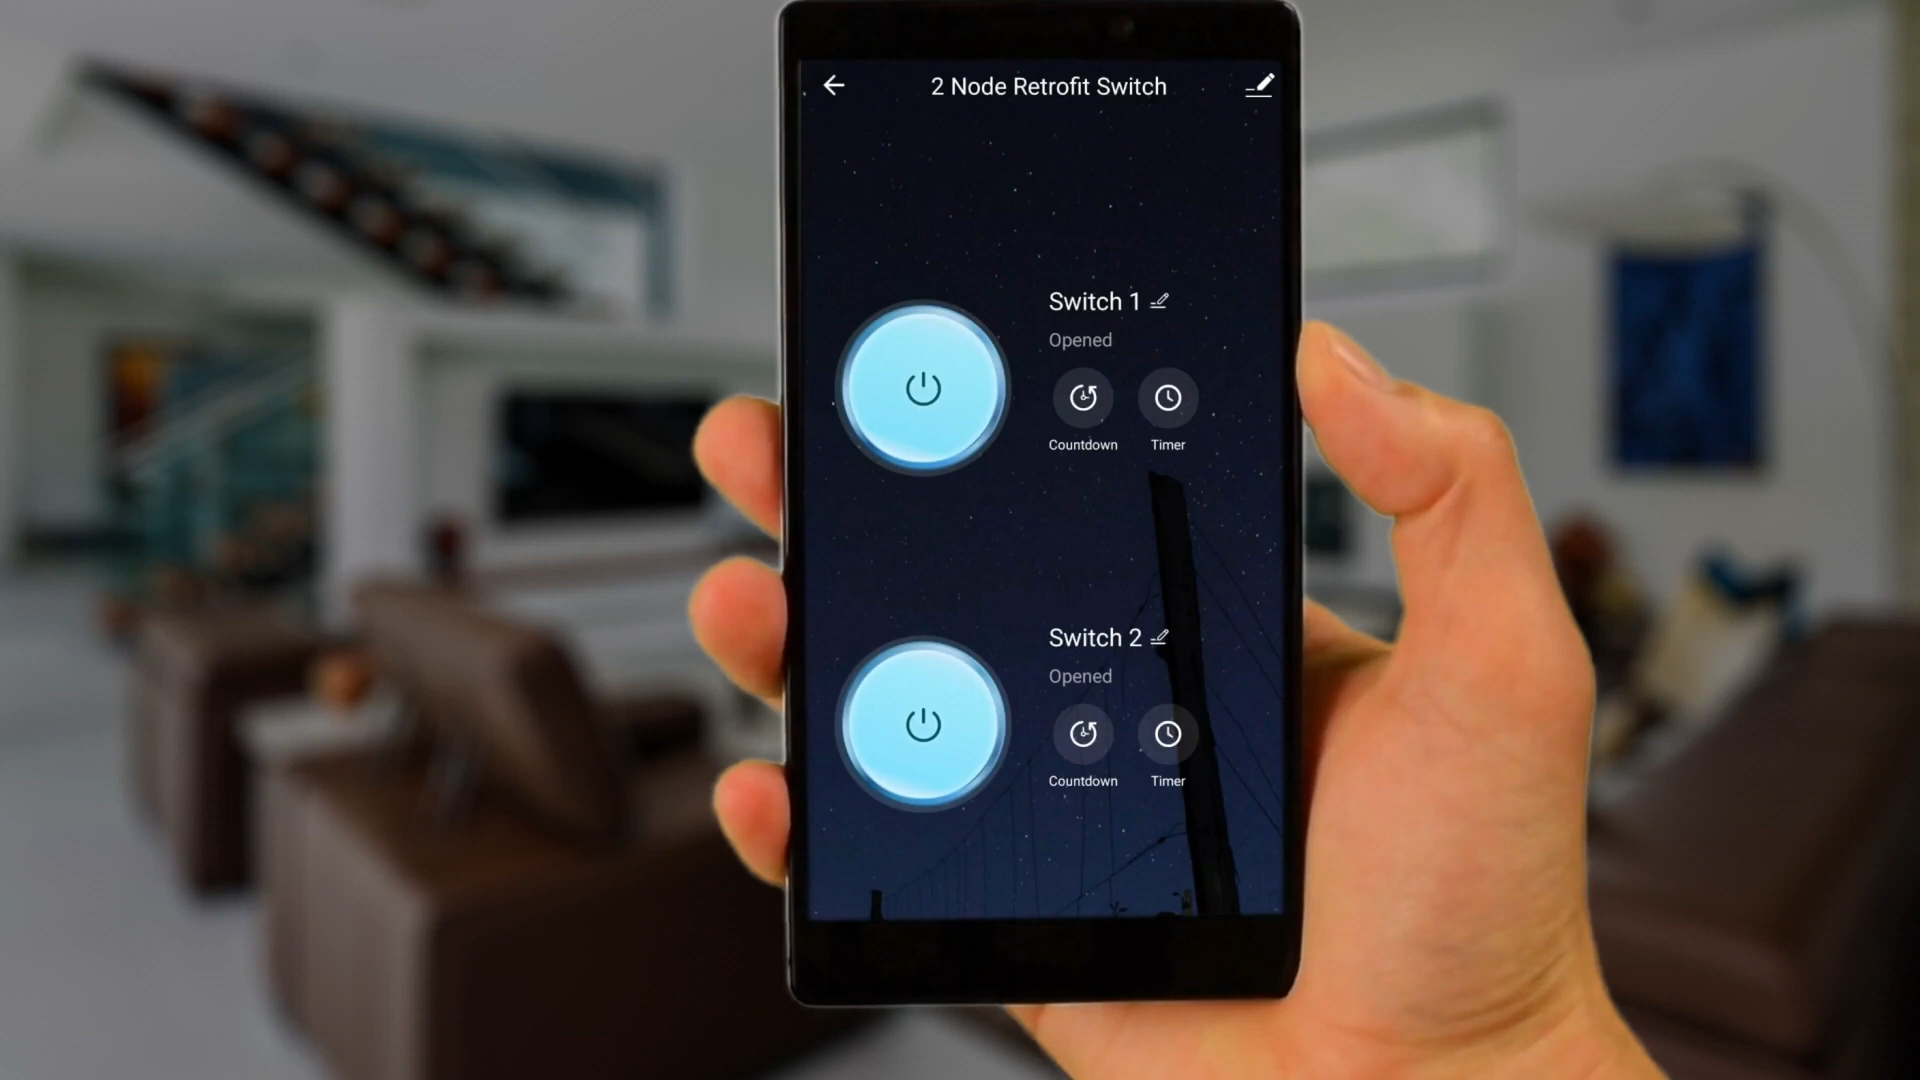 2 Node Retrofit Switch
Switch 1
Opened
Countdown
Timer
Switch 2
Opened
Countdown
Timer